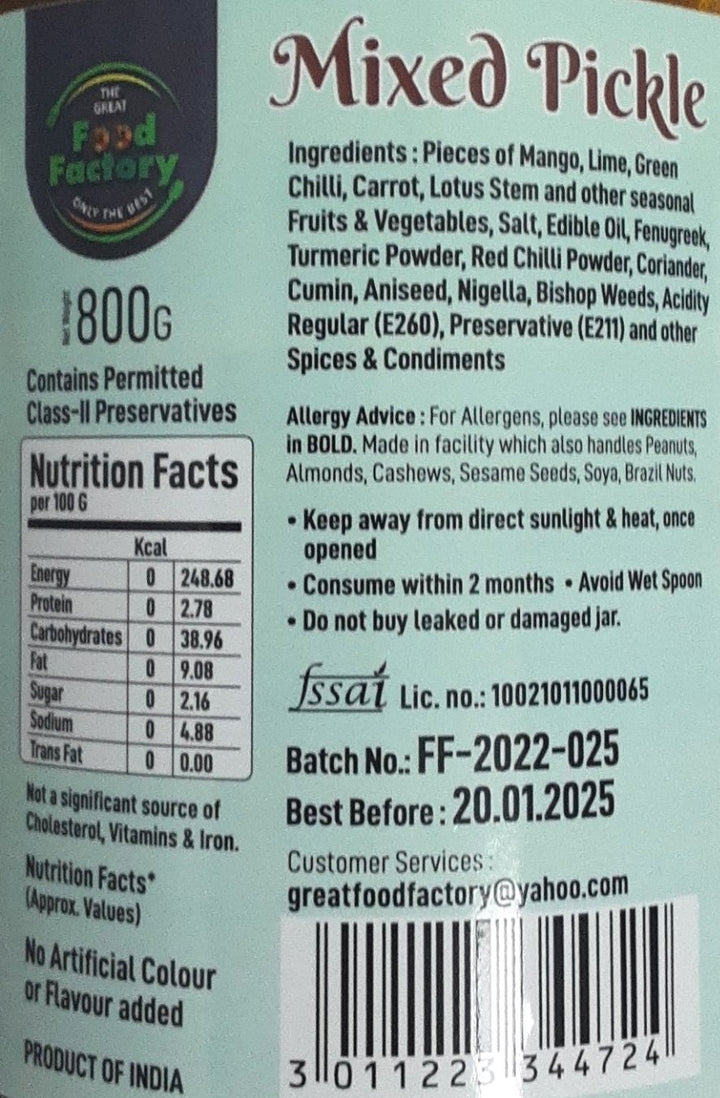 THE
GREAT
Food
Factory
ONLY THE BEST
Net Weight
800G
Contains Permitted
Class-II Preservatives
Nutrition Facts
per 100 G
Kcal
Energy 0 248.68
Protein 0 2.78
Carbohydrates 0 38.96
Fat 0 9.08
Sugar 0 2.16
Sodium 0 4.88
Trans Fat 0 0.00
Not a significant source of
Cholesterol, Vitamins & Iron.
Nutrition Facts*
(Approx. Values)
No Artificial Colour
or Flavour added
PRODUCT OF INDIA
Mixed Pickle
Ingredients : Pieces of Mango, Lime, Green
Chilli, Carrot, Lotus Stem and other seasonal
Fruits & Vegetables, Salt, Edible Oil, Fenugreek,
Turmeric Powder, Red Chilli Powder, Coriander,
Cumin, Aniseed, Nigella, Bishop Weeds, Acidity
Regular (E260), Preservative (E211) and other
Spices & Condiments
Allergy Advice : For Allergens, please see INGREDIENTS
in BOLD. Made in facility which also handles Peanuts,
Almonds, Cashews, Sesame Seeds, Soya, Brazil Nuts.
• Keep away from direct sunlight & heat, once
opened
• Consume within 2 months • Avoid Wet Spoon
• Do not buy leaked or damaged jar.
fssai Lic. no.: 10021011000065
Batch No.: FF-2022-025
Best Before : 20.01.2025
Customer Services :
greatfoodfactory@yahoo.com
3 011223 344724